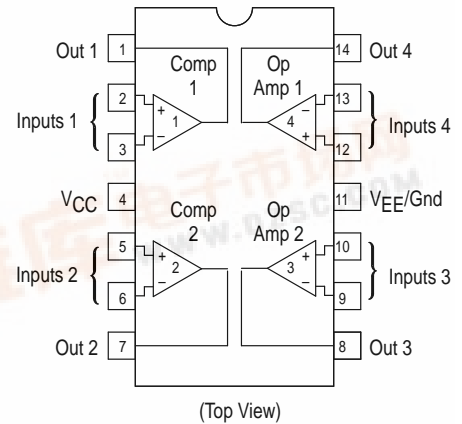 Out 1 1 14 Out 4
Comp 1 Op Amp 1
Inputs 1 2 + 1 4 − 13 Inputs 4
3 − + 12
VCC 4 11 VEE/Gnd
Comp 2 Op Amp 2
Inputs 2 5 + 2 3 + 10 Inputs 3
6 − − 9
Out 2 7 8 Out 3
(Top View)